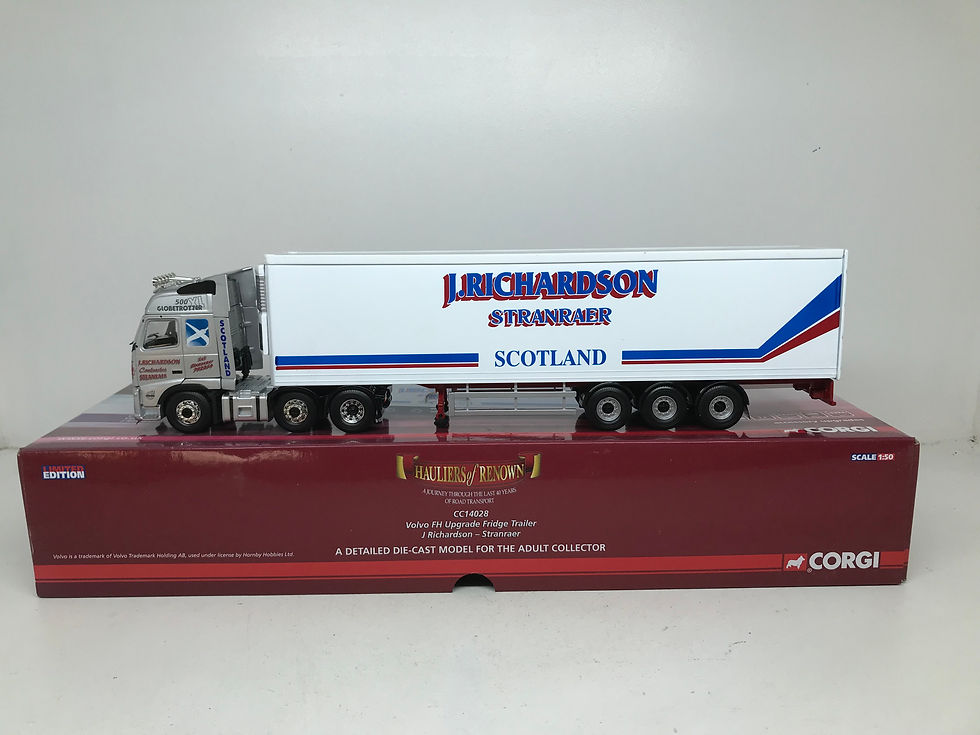 500 XL
GLOBETROTTER
SCOTLAND
J.RICHARDSON
Contractor
STRANRAER
J.RICHARDSON
STRANRAER
SCOTLAND
CORGI
LIMITED
EDITION
SCALE 1:50
HAULIERS of RENOWN
A JOURNEY THROUGH THE LAST 40 YEARS
OF ROAD TRANSPORT
CC14028
Volvo FH Upgrade Fridge Trailer
J Richardson – Stranraer
A DETAILED DIE-CAST MODEL FOR THE ADULT COLLECTOR
Volvo is a trademark of Volvo Trademark Holding AB, used under license by Hornby Hobbies Ltd.
CORGI